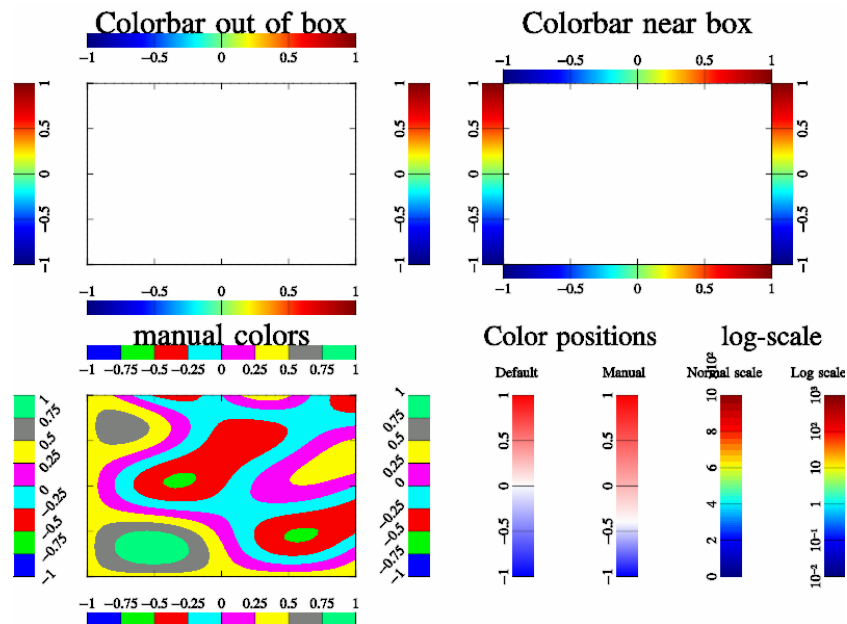 Colorbar out of box
−1 −0.5 0 0.5 1
−1 −0.5 0 0.5 1
−1 −0.5 0 0.5 1
−1 −0.5 0 0.5 1
Colorbar near box
−1 −0.5 0 0.5 1
−1 −0.5 0 0.5 1
−1 −0.5 0 0.5 1
−1 −0.5 0 0.5 1
manual colors
−1 −0.75 −0.5 −0.25 0 0.25 0.5 0.75 1
−1 −0.75 −0.5 −0.25 0 0.25 0.5 0.75 1
−1 −0.75 −0.5 −0.25 0 0.25 0.5 0.75 1
−1 −0.75 −0.5 −0.25 0 0.25 0.5 0.75 1
Color positions
Default
−1 −0.5 0 0.5 1
Manual
−1 −0.5 0 0.5 1
log-scale
Normal scale
0 2 4 6 8 10
×10²
Log scale
10⁻² 10⁻¹ 1 10 10² 10³